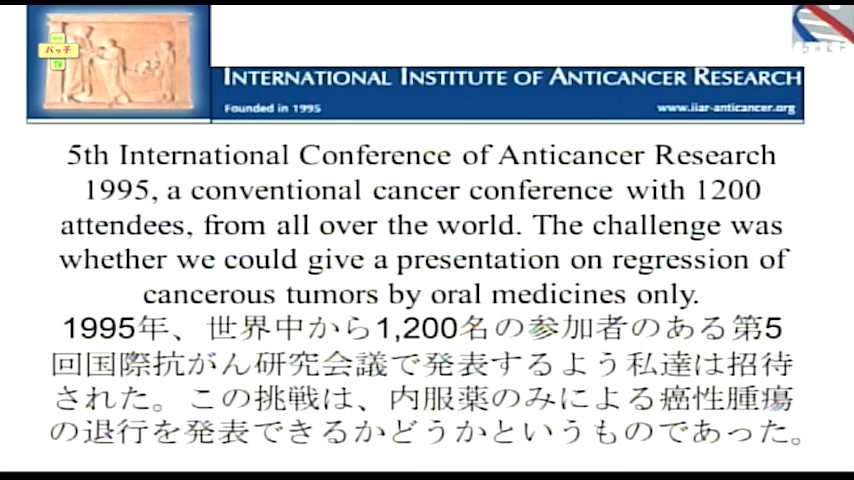 バッチ
TV
INTERNATIONAL INSTITUTE OF ANTICANCER RESEARCH
Founded in 1995
www.iiar-anticancer.org
5th International Conference of Anticancer Research
1995, a conventional cancer conference with 1200
attendees, from all over the world. The challenge was
whether we could give a presentation on regression of
cancerous tumors by oral medicines only.
1995年、世界中から1,200名の参加者のある第5
回国際抗がん研究会議で発表するよう私達は招待
された。この挑戦は、内服薬のみによる癌性腫瘍
の退行を発表できるかどうかというものであった。